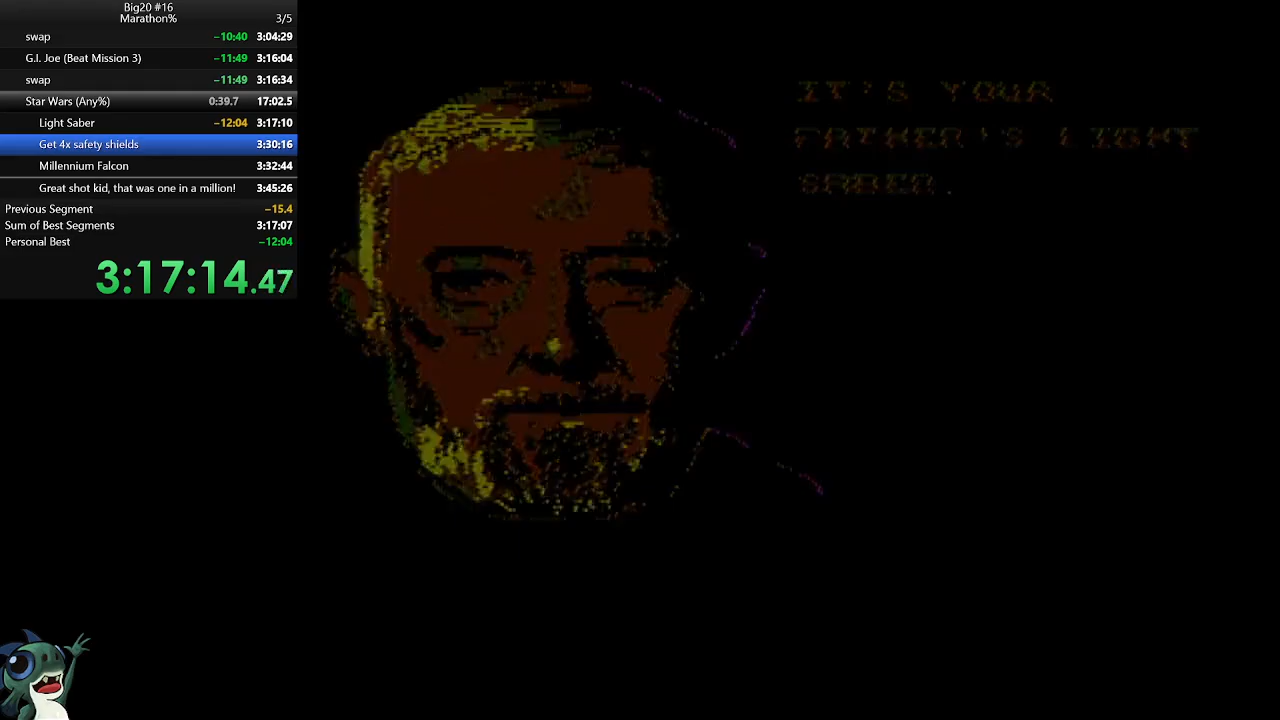 Big20 #16
Marathon%
3/5
swap −10:40 3:04:29
G.I. Joe (Beat Mission 3) −11:49 3:16:04
swap −11:49 3:16:34
Star Wars (Any%) 0:39.7 17:02.5
Light Saber −12:04 3:17:10
Get 4x safety shields 3:30:16
Millennium Falcon 3:32:44
Great shot kid, that was one in a million! 3:45:26
Previous Segment −15.4
Sum of Best Segments 3:17:07
Personal Best −12:04
3:17:14.47
IT'S YOUR
FATHER'S LIGHT
SABER.